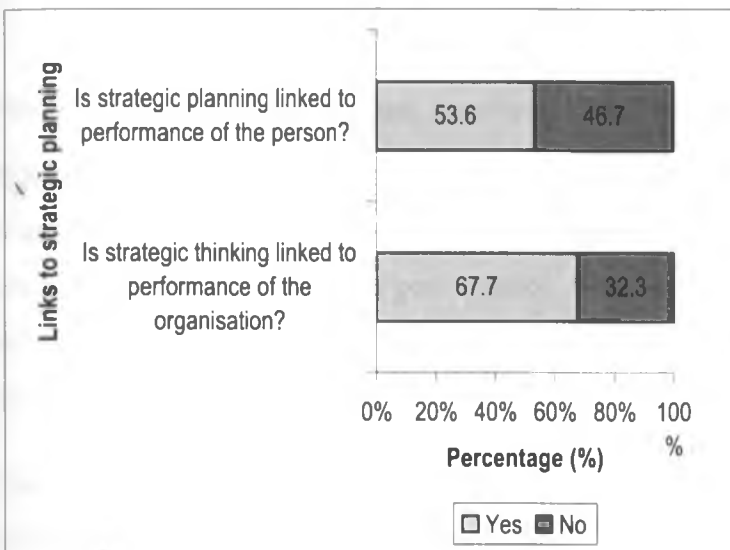 Links to strategic planning
Is strategic planning linked to
performance of the person?
53.6 46.7
Is strategic thinking linked to
performance of the
organisation?
67.7 32.3
0% 20% 40% 60% 80% 100
%
Percentage (%)
Yes No